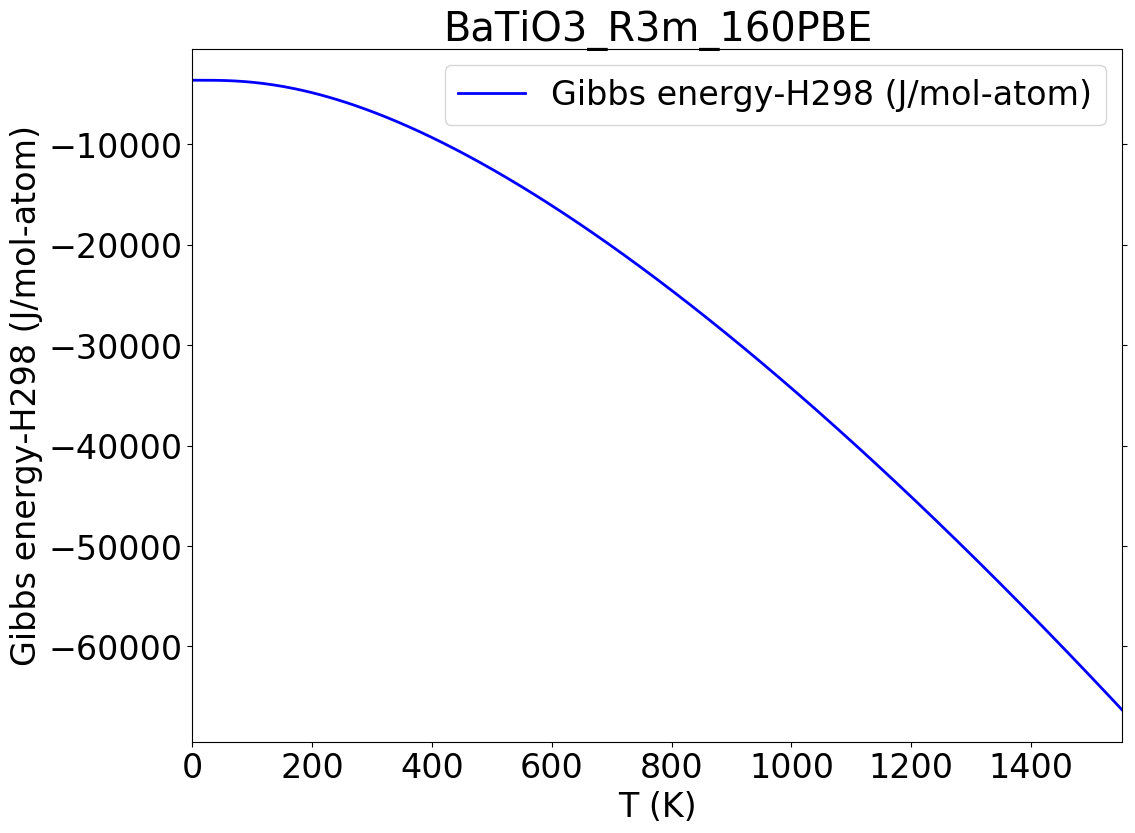 BaTiO3_R3m_160PBE
Gibbs energy-H298 (J/mol-atom)
Gibbs energy-H298 (J/mol-atom)
−10000
−20000
−30000
−40000
−50000
−60000
0 200 400 600 800 1000 1200 1400
T (K)